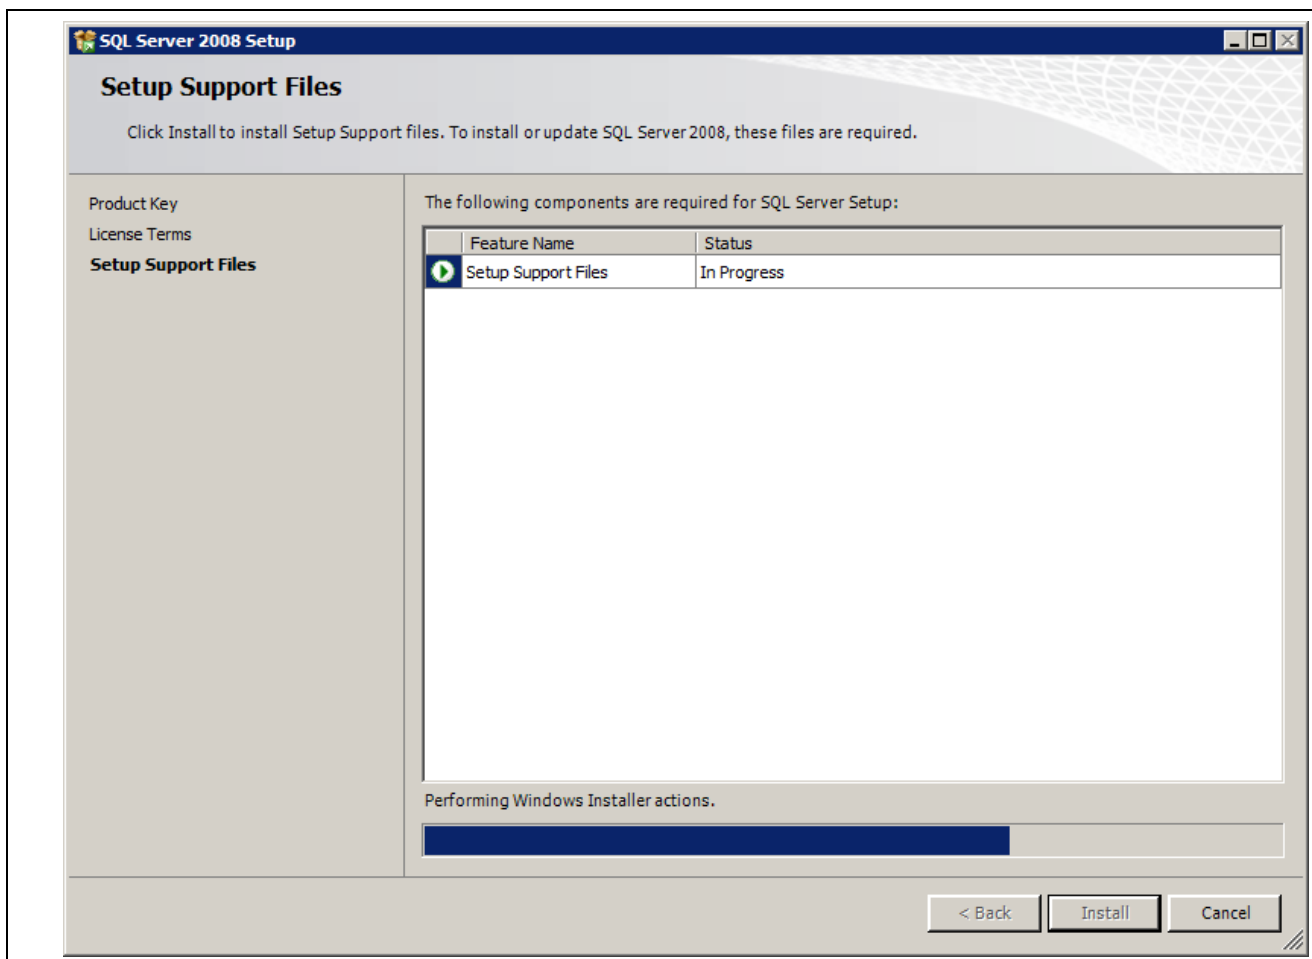 SQL Server 2008 Setup
Setup Support Files
Click Install to install Setup Support files. To install or update SQL Server 2008, these files are required.
Product Key
License Terms
Setup Support Files
The following components are required for SQL Server Setup:
Feature Name Status
Setup Support Files In Progress
Performing Windows Installer actions.
< Back Install Cancel